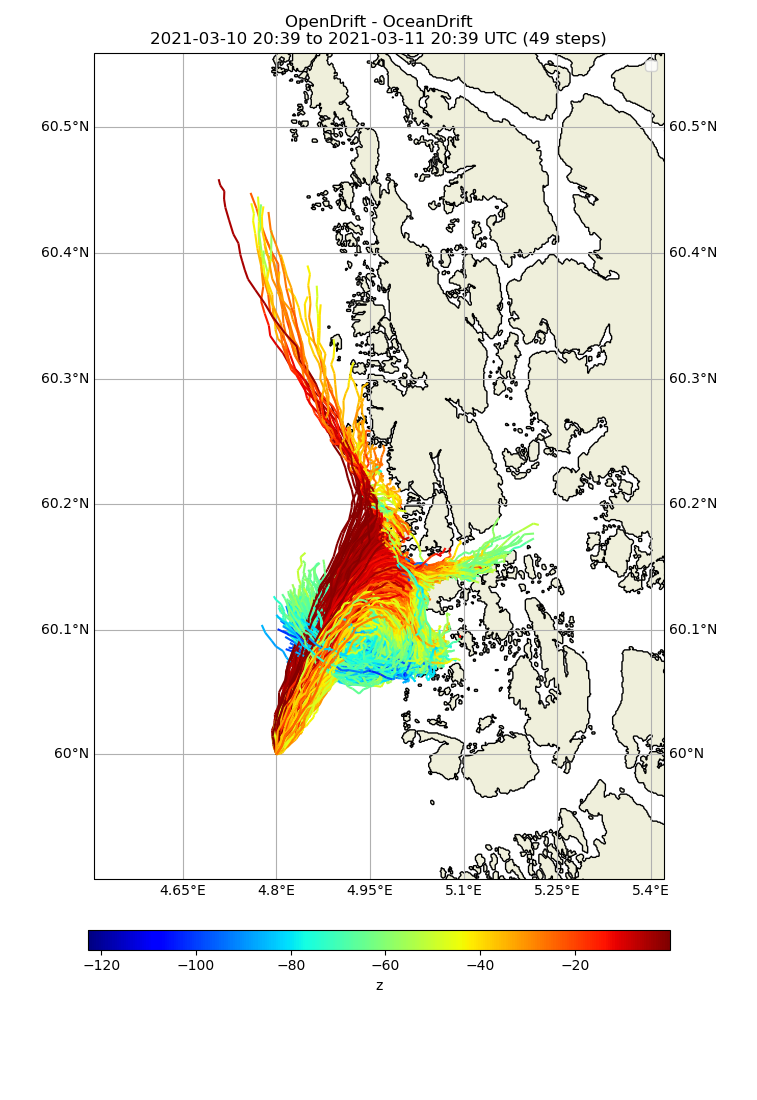 OpenDrift - OceanDrift
2021-03-10 20:39 to 2021-03-11 20:39 UTC (49 steps)
60.5°N 60.5°N
60.4°N 60.4°N
60.3°N 60.3°N
60.2°N 60.2°N
60.1°N 60.1°N
60°N 60°N
4.65°E 4.8°E 4.95°E 5.1°E 5.25°E 5.4°E
−120 −100 −80 −60 −40 −20
z